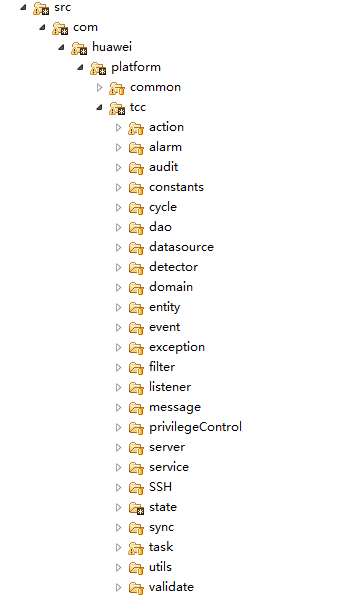 src
com
huawei
platform
common
tcc
action
alarm
audit
constants
cycle
dao
datasource
detector
domain
entity
event
exception
filter
listener
message
privilegeControl
server
service
SSH
state
sync
task
utils
validate